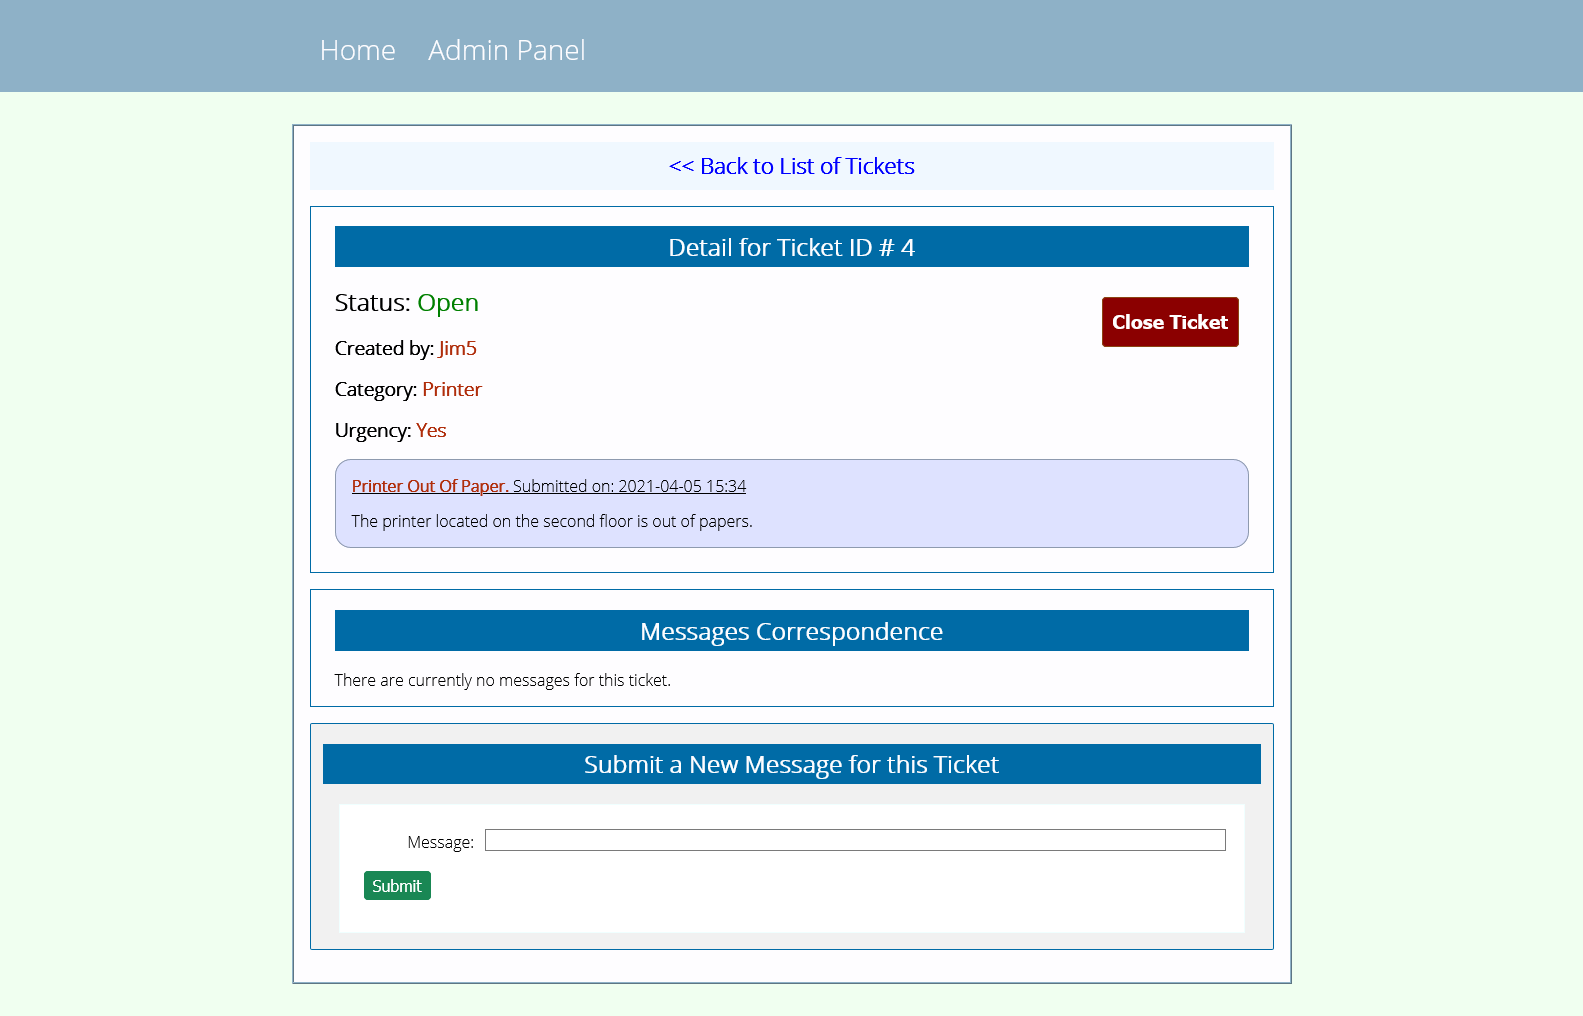 Home Admin Panel
<< Back to List of Tickets
Detail for Ticket ID # 4
Status: Open
Close Ticket
Created by: Jim5
Category: Printer
Urgency: Yes
Printer Out Of Paper. Submitted on: 2021-04-05 15:34
The printer located on the second floor is out of papers.
Messages Correspondence
There are currently no messages for this ticket.
Submit a New Message for this Ticket
Message:
Submit